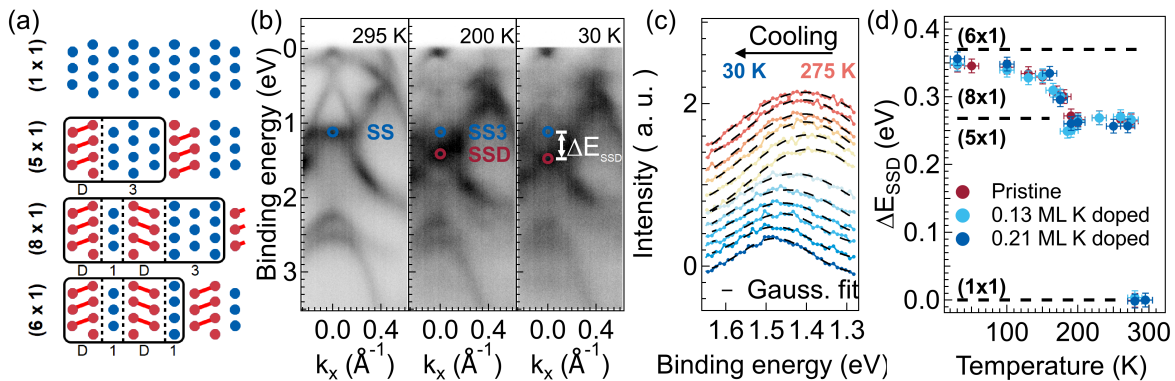 (a)
(1 x 1)
(5 x 1)
D 3
(8 x 1)
D 1 D 3
(6 x 1)
D 1 D 1
(b)
295 K 200 K 30 K
0
1
2
3
Binding energy (eV)
SS
SS3
SSD
ΔE_SSD
0.0 0.4 0.0 0.4 0.0 0.4
kₓ (Å⁻¹) kₓ (Å⁻¹) kₓ (Å⁻¹)
(c)
Cooling
30 K 275 K
2
1
0
Intensity ( a. u. )
Gauss. fit
1.6 1.5 1.4 1.3
Binding energy (eV)
(d)
0.4
0.3
0.2
0.1
0.0
ΔE_SSD (eV)
(6x1)
(8x1)
(5x1)
Pristine
0.13 ML K doped
0.21 ML K doped
(1x1)
100 200 300
Temperature (K)